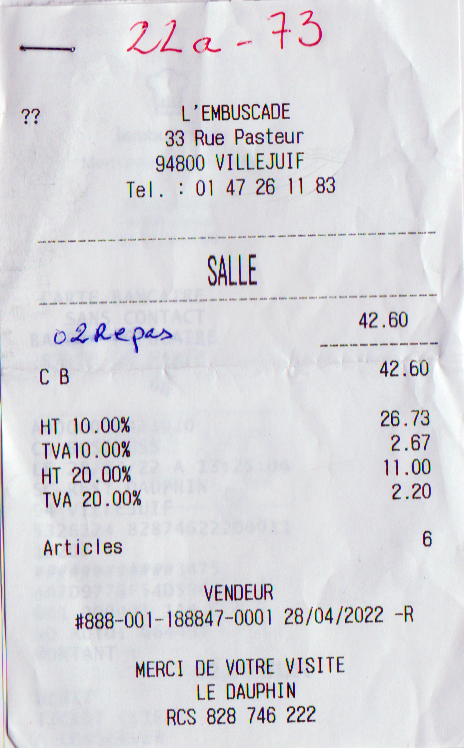 22a-73
??
L'EMBUSCADE
33 Rue Pasteur
94800 VILLEJUIF
Tel. : 01 47 26 11 83
SALLE
02 Repas 42.60
C B 42.60
HT 10.00% 26.73
TVA10.00% 2.67
HT 20.00% 11.00
TVA 20.00% 2.20
Articles 6
VENDEUR
#888-001-188847-0001 28/04/2022 -R
MERCI DE VOTRE VISITE
LE DAUPHIN
RCS 828 746 222